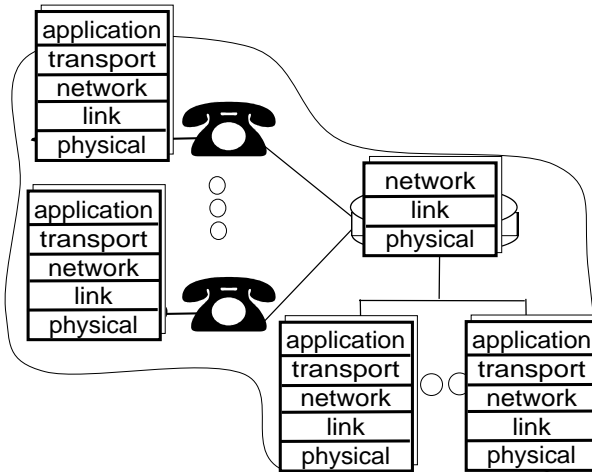 application
transport
network
link
physical
application
transport
network
link
physical
network
link
physical
application
transport
network
link
physical
application
transport
network
link
physical